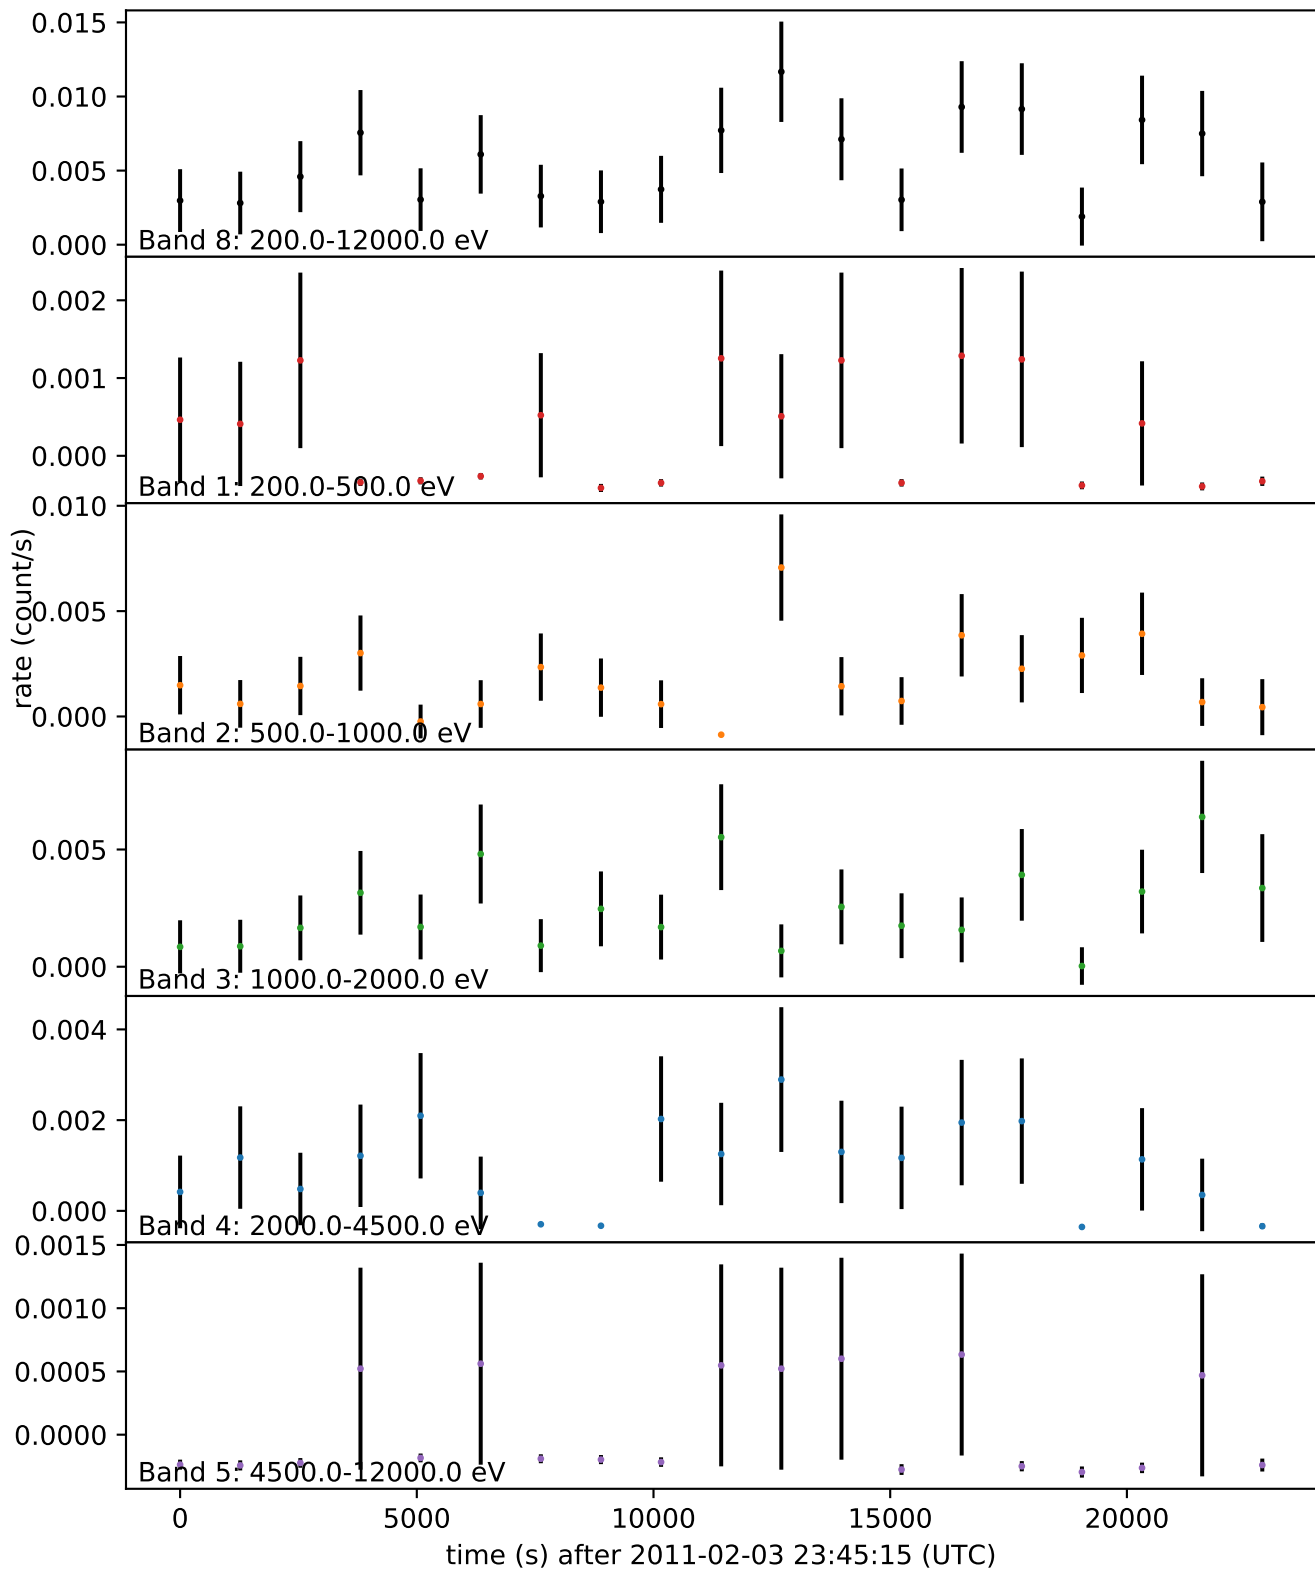 0.015
0.010
0.005
0.000
Band 8: 200.0-12000.0 eV
0.002
0.001
0.000
Band 1: 200.0-500.0 eV
0.010
0.005
0.000
Band 2: 500.0-1000.0 eV
rate (count/s)
0.005
0.000
Band 3: 1000.0-2000.0 eV
0.004
0.002
0.000
Band 4: 2000.0-4500.0 eV
0.0015
0.0010
0.0005
0.0000
Band 5: 4500.0-12000.0 eV
0 5000 10000 15000 20000
time (s) after 2011-02-03 23:45:15 (UTC)